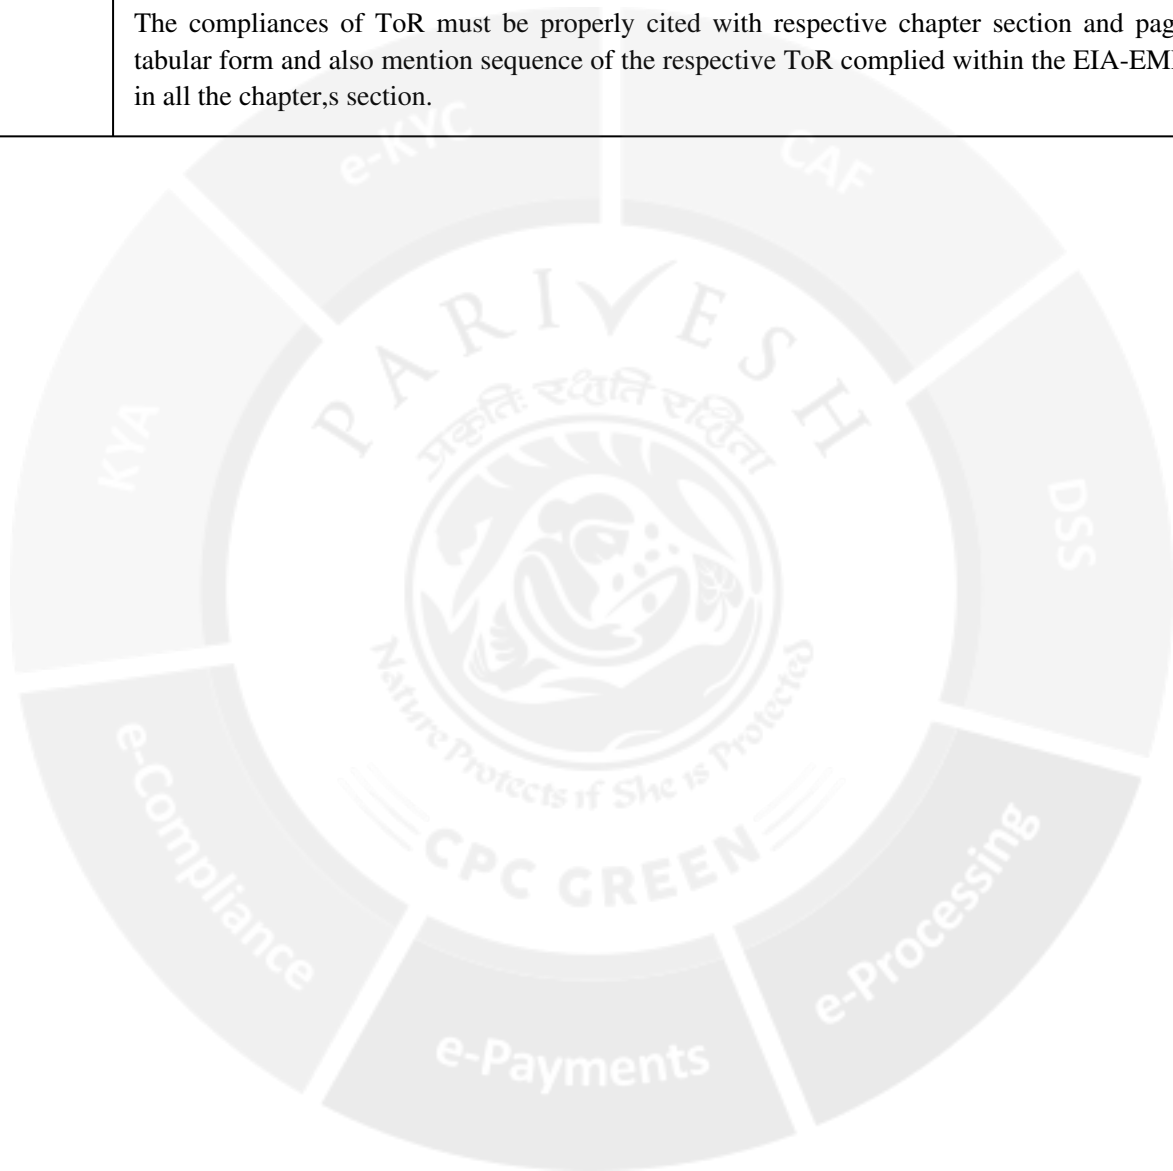 The compliances of ToR must be properly cited with respective chapter section and pag
tabular form and also mention sequence of the respective ToR complied within the EIA-EM
in all the chapter,s section.
e-KYC
CAF
PARIVESH
प्रकृतिः रक्षति रक्षिता
KYA
DSS
Nature Protects if She is Protected
e-Compliance
CPC GREEN
e-Processing
e-Payments